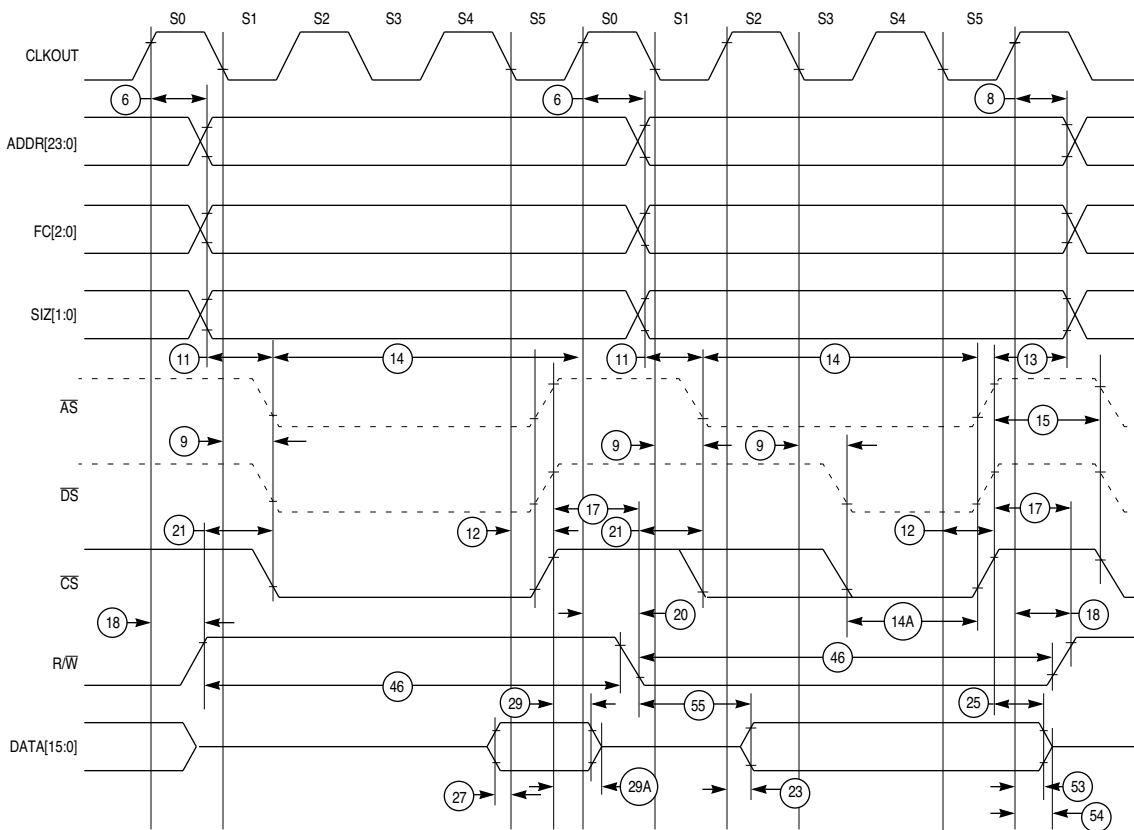 S0 S1 S2 S3 S4 S5 S0 S1 S2 S3 S4 S5
CLKOUT
6 6 8
ADDR[23:0]
FC[2:0]
SIZ[1:0]
11 14 11 14 13
AS
15
9 9 9
DS
17 17
21 12 21 12
CS
18 20 14A 18
R/W
46 46
29 55 25
DATA[15:0]
27 29A 23 53
54